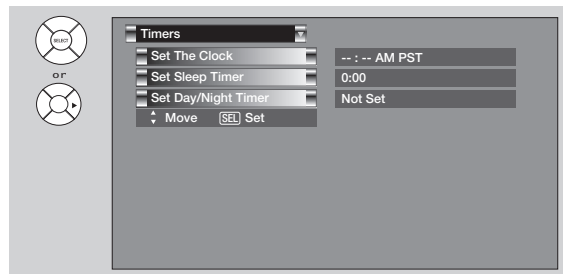 SELECT
or
Timers
Set The Clock -- : -- AM PST
Set Sleep Timer 0:00
Set Day/Night Timer Not Set
Move SEL Set